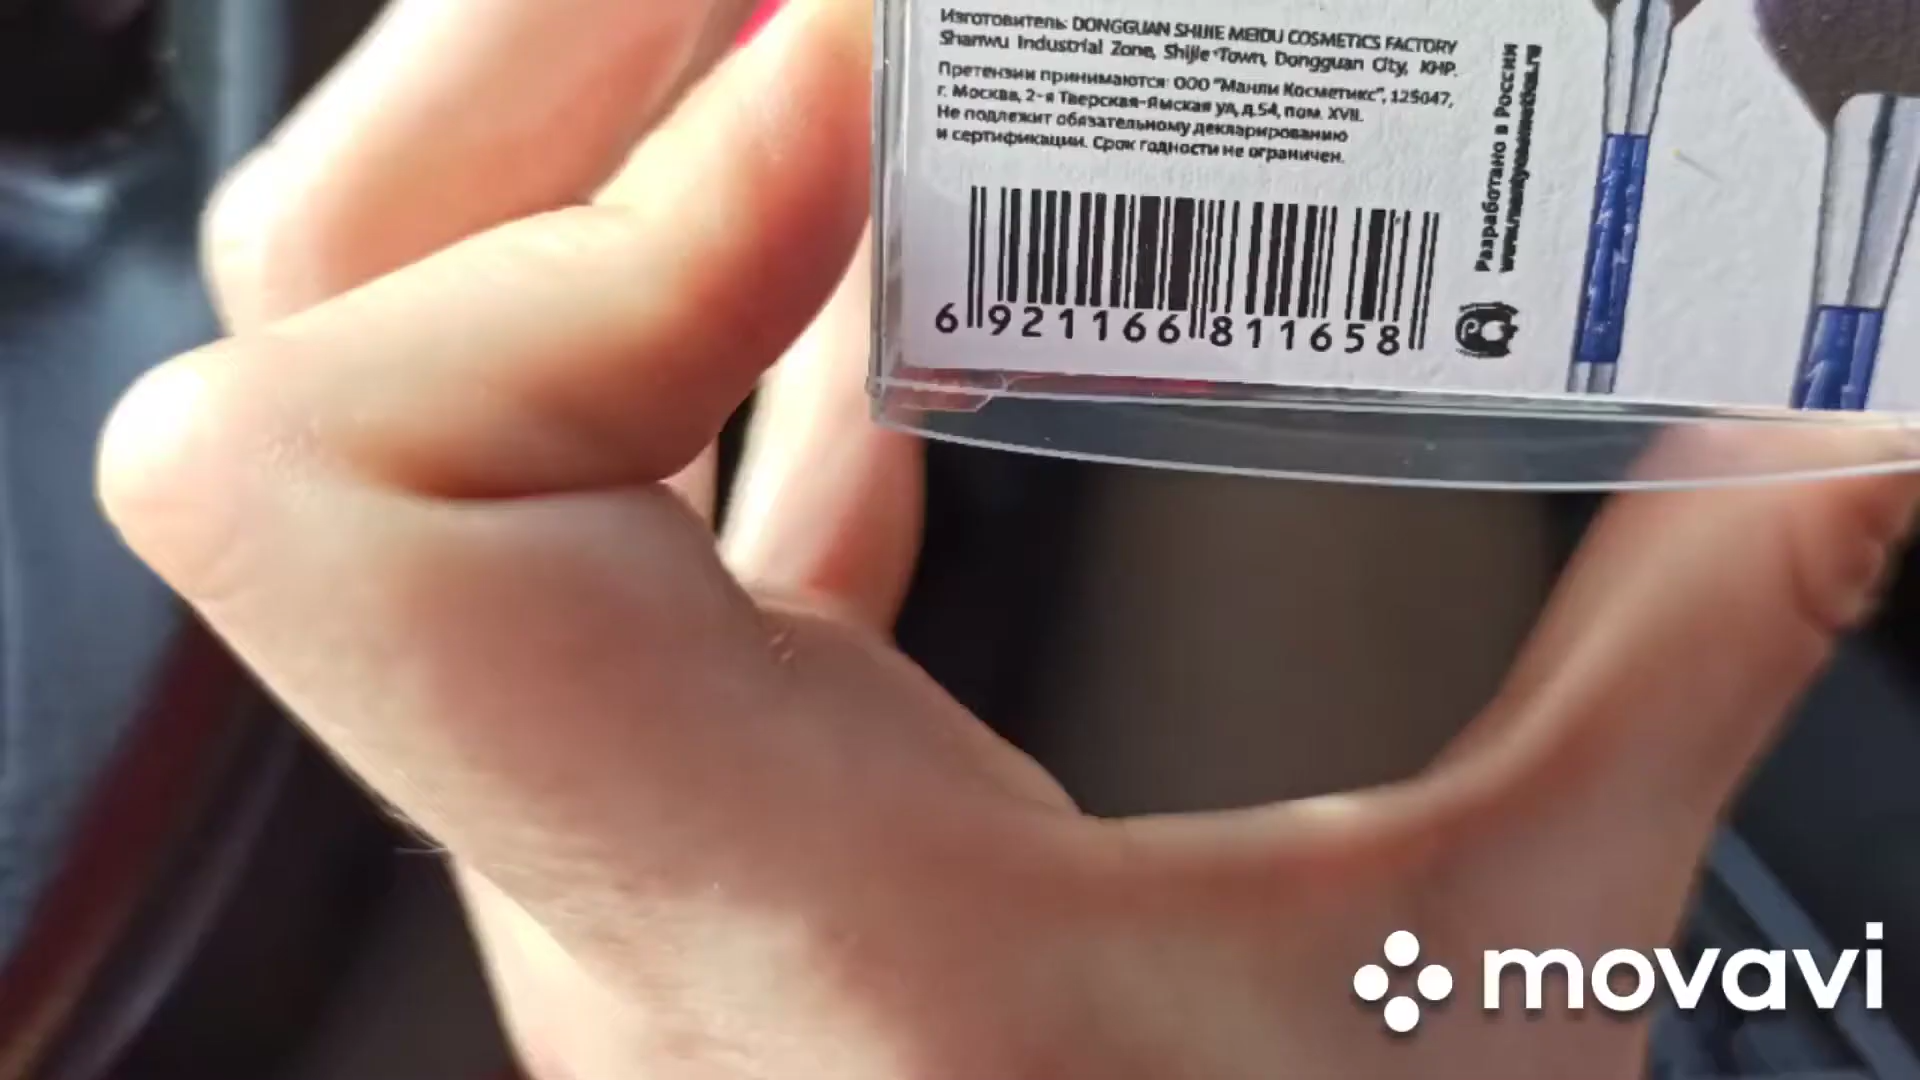 Изготовитель: DONGGUAN SHIJIE MEIDU COSMETICS FACTORY
Shanwu Industrial Zone, Shijie Town, Dongguan City, КНР.
Претензии принимаются: ООО "Манли Косметикс", 125047,
г. Москва, 2-я Тверская-Ямская ул, д.54, пом. XVII.
Не подлежит обязательному декларированию
и сертификации. Срок годности не ограничен.
6 921166 811658
Разработано в России
movavi